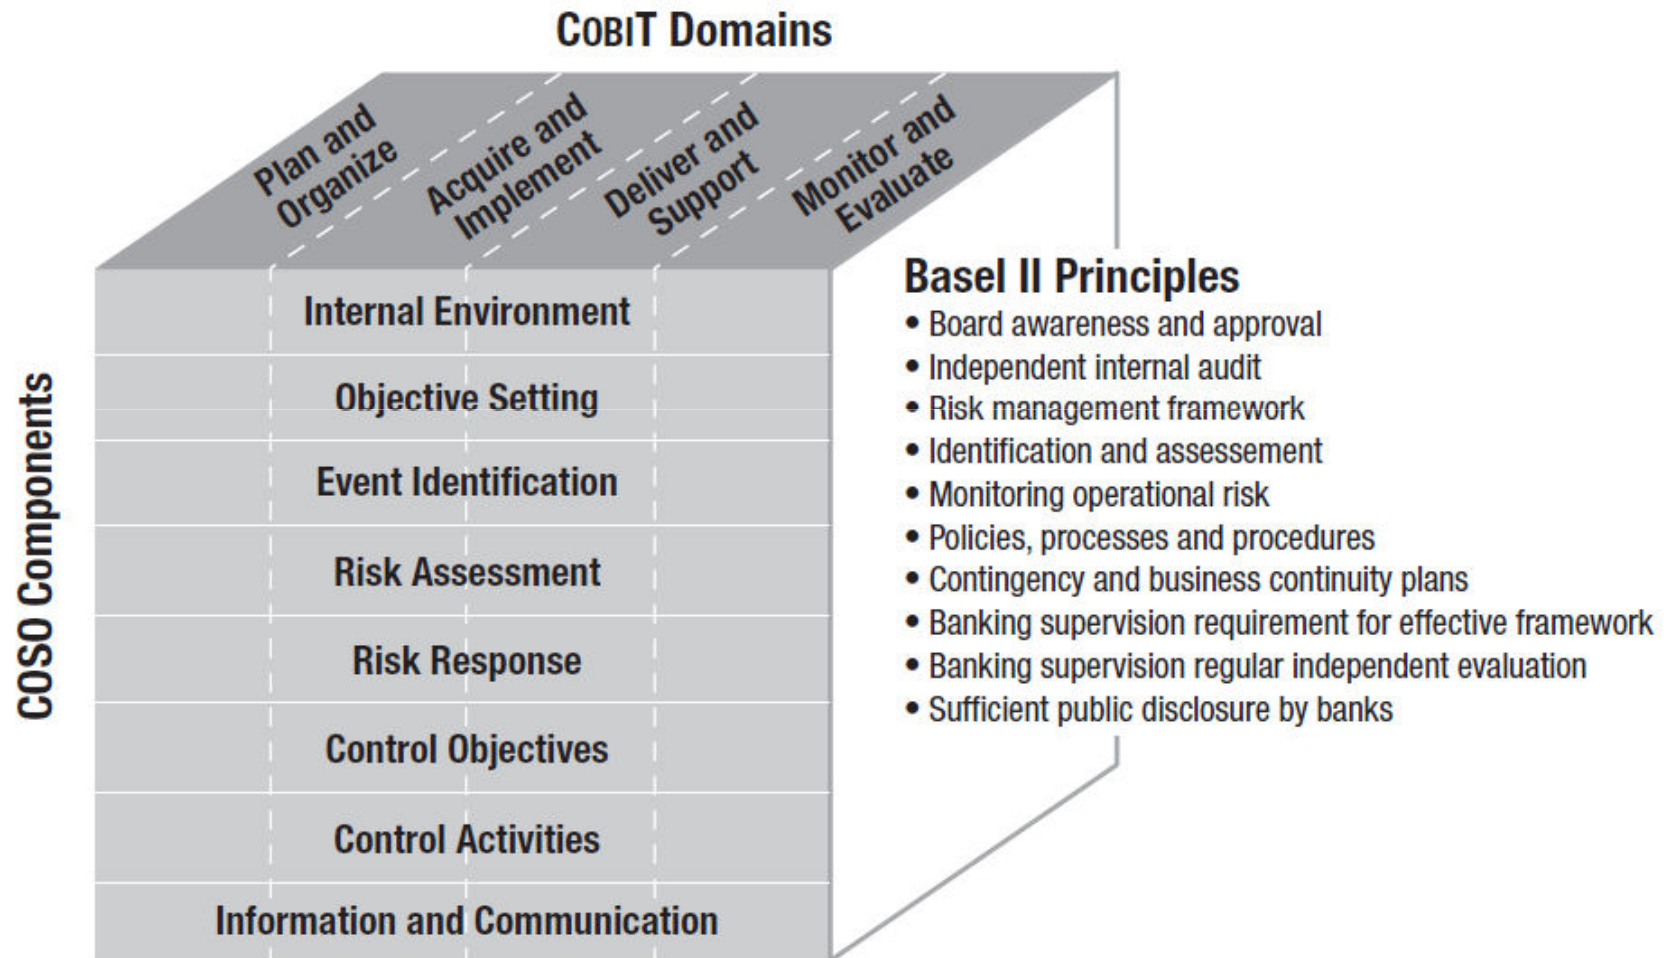 COBIT Domains
Plan and
Organize
Acquire and
Implement
Deliver and
Support
Monitor and
Evaluate
COSO Components
Internal Environment
Objective Setting
Event Identification
Risk Assessment
Risk Response
Control Objectives
Control Activities
Information and Communication
Basel II Principles
• Board awareness and approval
• Independent internal audit
• Risk management framework
• Identification and assessement
• Monitoring operational risk
• Policies, processes and procedures
• Contingency and business continuity plans
• Banking supervision requirement for effective framework
• Banking supervision regular independent evaluation
• Sufficient public disclosure by banks